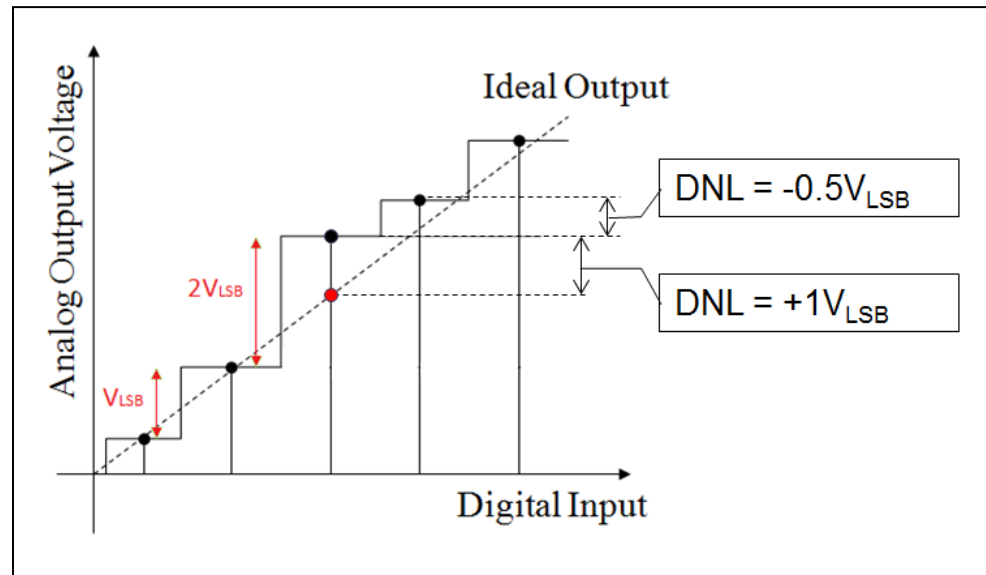 Analog Output Voltage
Ideal Output
DNL = -0.5VLSB
2VLSB
DNL = +1VLSB
VLSB
Digital Input